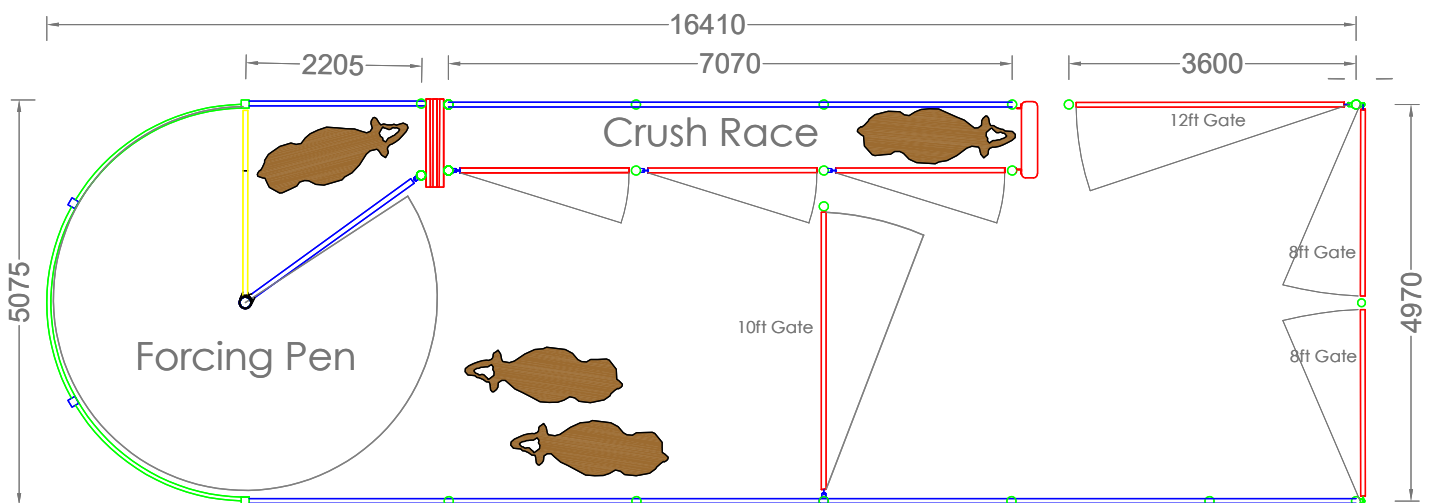 16410
2205
7070
3600
Crush Race
12ft Gate
8ft Gate
5075
4970
10ft Gate
Forcing Pen
8ft Gate